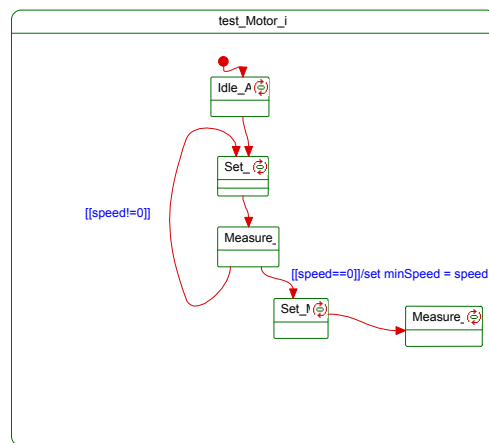 test_Motor_i
Idle_A
Set_
[[speed!=0]]
Measure_
[[speed==0]]/set minSpeed = speed
Set_M
Measure_